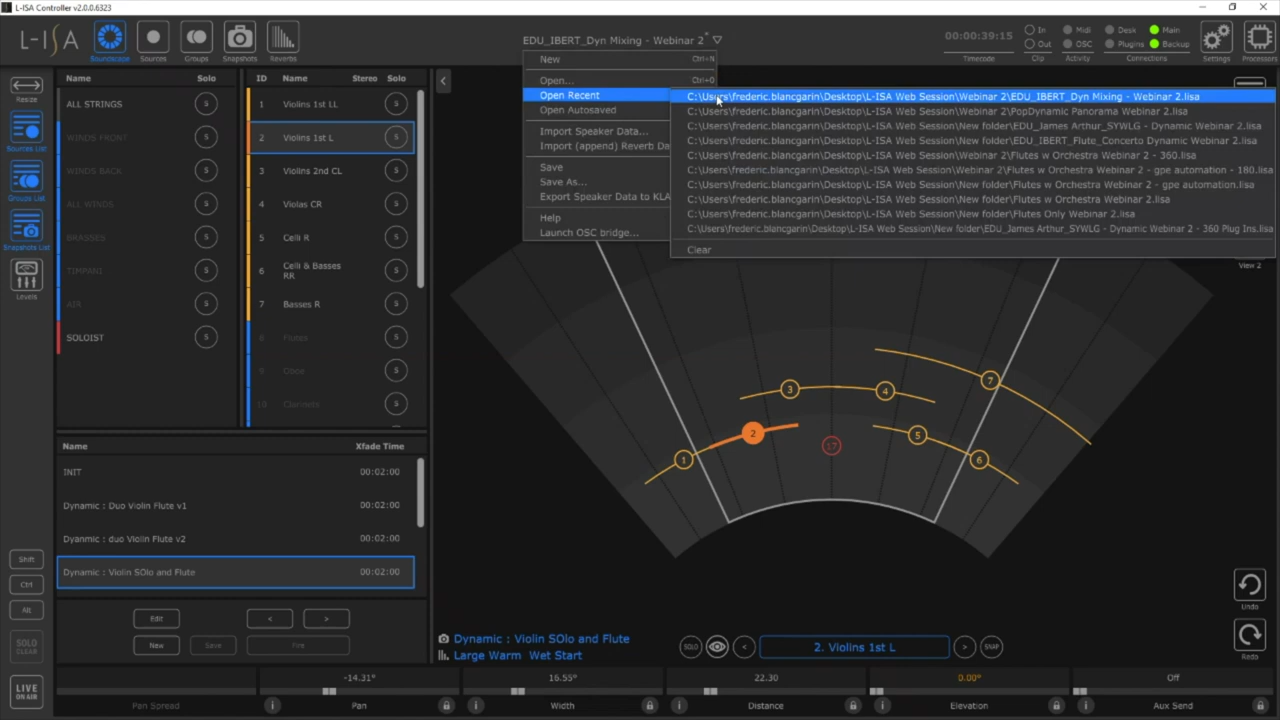 L-ISA Controller v2.0.0.6323
L-ISA
Soundscape
Sources
Groups
Snapshots
Reverbs
EDU_IBERT_Dyn Mixing - Webinar 2*
00:00:39:15
Timecode
In
Out
Clip
Midi
OSC
Activity
Desk
Plugins
Main
Backup
Connections
Settings
Processors
Resize
Sources List
Groups List
Snapshots List
Levels
Shift
Ctrl
Alt
SOLO CLEAR
LIVE
ON AIR
Name Solo
ALL STRINGS S
WINDS FRONT S
WINDS BACK S
ALL WINDS S
BRASSES S
TIMPANI S
AIR S
SOLOIST S
ID Name Stereo Solo
1 Violins 1st LL S
2 Violins 1st L S
3 Violins 2nd CL S
4 Violas CR S
5 Celli R S
6 Celli & Basses RR S
7 Basses R S
8 Flutes S
9 Oboe S
10 Clarinets S
New Ctrl+N
Open... Ctrl+O
Open Recent
Open Autosaved
Import Speaker Data...
Import (append) Reverb Da
Save
Save As...
Export Speaker Data to KLA
Help
Launch OSC bridge...
C:\Users\frederic.blancgarin\Desktop\L-ISA Web Session\Webinar 2\EDU_IBERT_Dyn Mixing - Webinar 2.lisa
C:\Users\frederic.blancgarin\Desktop\L-ISA Web Session\Webinar 2\PopDynamic Panorama Webinar 2.lisa
C:\Users\frederic.blancgarin\Desktop\L-ISA Web Session\New folder\EDU_James Arthur_SYWLG - Dynamic Webinar 2.lisa
C:\Users\frederic.blancgarin\Desktop\L-ISA Web Session\New folder\EDU_IBERT_Flute_Concerto Dynamic Webinar 2.lisa
C:\Users\frederic.blancgarin\Desktop\L-ISA Web Session\Webinar 2\Flutes w Orchestra Webinar 2 - 360.lisa
C:\Users\frederic.blancgarin\Desktop\L-ISA Web Session\Webinar 2\Flutes w Orchestra Webinar 2 - gpe automation - 180.lisa
C:\Users\frederic.blancgarin\Desktop\L-ISA Web Session\New folder\Flutes w Orchestra Webinar 2 - gpe automation.lisa
C:\Users\frederic.blancgarin\Desktop\L-ISA Web Session\New folder\Flutes w Orchestra Webinar 2.lisa
C:\Users\frederic.blancgarin\Desktop\L-ISA Web Session\New folder\Flutes Only Webinar 2.lisa
C:\Users\frederic.blancgarin\Desktop\L-ISA Web Session\New folder\EDU_James Arthur_SYWLG - Dynamic Webinar 2 - 360 Plug Ins.lisa
Clear
View 2
1
2
3
4
5
6
7
17
Name Xfade Time
INIT 00:02:00
Dynamic : Duo Violin Flute v1 00:02:00
Dyanmic : duo Violin Flute v2 00:02:00
Dynamic : Violin SOlo and Flute 00:02:00
Edit < >
New Save Fire
Dynamic : Violin SOlo and Flute
Large Warm Wet Start
SOLO < 2. Violins 1st L > SNAP
Undo
Redo
-14.31° 16.55° 22.30 0.00° Off
Pan Spread i Pan i Width i Distance i Elevation i Aux Send